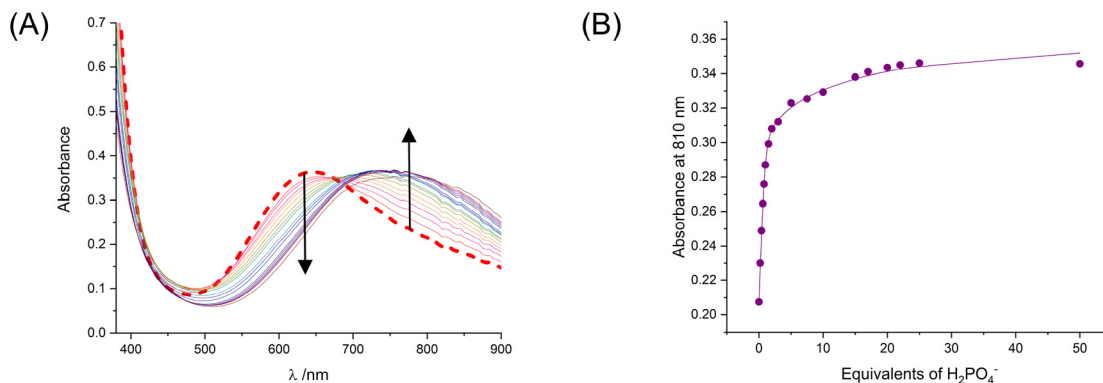 (A)
0.7
0.6
0.5
0.4
0.3
0.2
0.1
0.0
Absorbance
400 500 600 700 800 900
λ /nm
(B)
0.36
0.34
0.32
0.30
0.28
0.26
0.24
0.22
0.20
Absorbance at 810 nm
0 10 20 30 40 50
Equivalents of H₂PO₄⁻